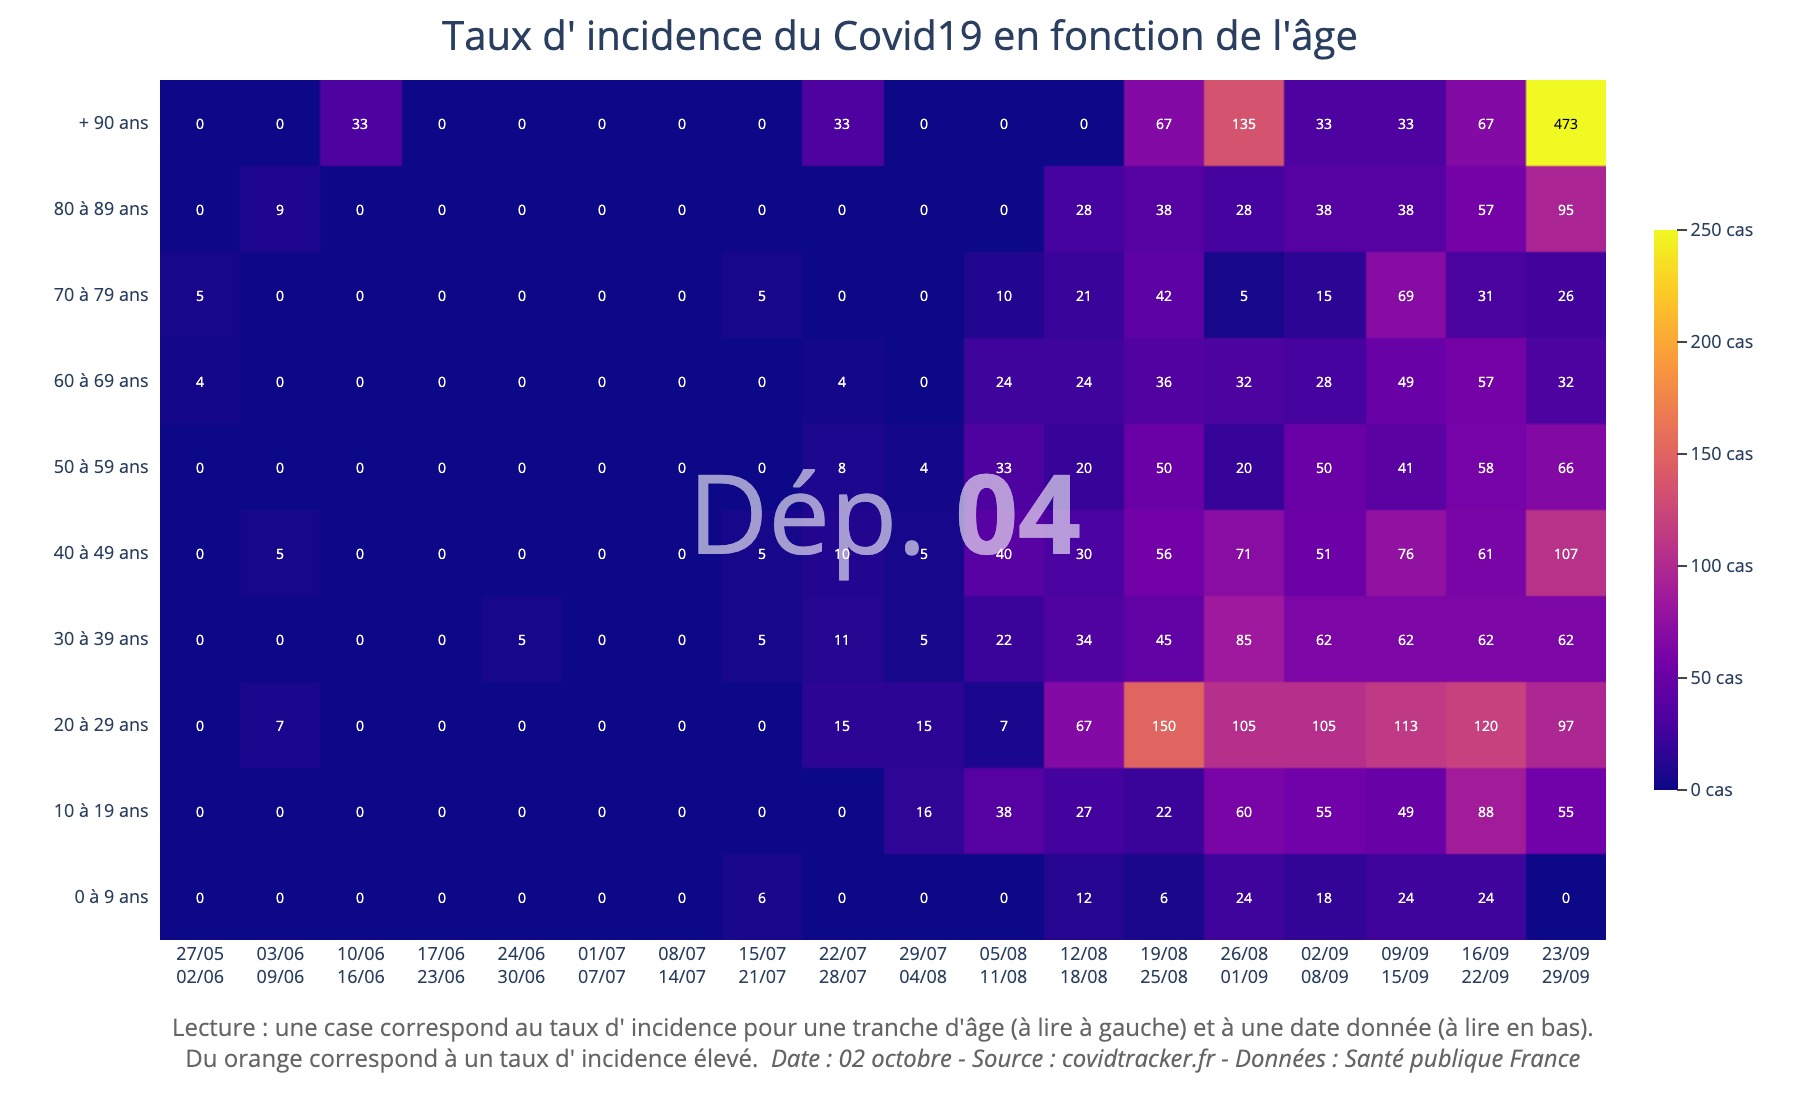 Taux d' incidence du Covid19 en fonction de l'âge
+ 90 ans 0 0 33 0 0 0 0 0 33 0 0 0 67 135 33 33 67 473
80 à 89 ans 0 9 0 0 0 0 0 0 0 0 0 28 38 28 38 38 57 95
70 à 79 ans 5 0 0 0 0 0 0 5 0 0 10 21 42 5 15 69 31 26
60 à 69 ans 4 0 0 0 0 0 0 0 4 0 24 24 36 32 28 49 57 32
50 à 59 ans 0 0 0 0 0 0 0 0 8 4 33 20 50 20 50 41 58 66
Dép. 04
40 à 49 ans 0 5 0 0 0 0 0 5 10 5 40 30 56 71 51 76 61 107
30 à 39 ans 0 0 0 0 5 0 0 5 11 5 22 34 45 85 62 62 62 62
20 à 29 ans 0 7 0 0 0 0 0 0 15 15 7 67 150 105 105 113 120 97
10 à 19 ans 0 0 0 0 0 0 0 0 0 16 38 27 22 60 55 49 88 55
0 à 9 ans 0 0 0 0 0 0 0 6 0 0 0 12 6 24 18 24 24 0
27/05 03/06 10/06 17/06 24/06 01/07 08/07 15/07 22/07 29/07 05/08 12/08 19/08 26/08 02/09 09/09 16/09 23/09
02/06 09/06 16/06 23/06 30/06 07/07 14/07 21/07 28/07 04/08 11/08 18/08 25/08 01/09 08/09 15/09 22/09 29/09
250 cas
200 cas
150 cas
100 cas
50 cas
0 cas
Lecture : une case correspond au taux d' incidence pour une tranche d'âge (à lire à gauche) et à une date donnée (à lire en bas).
Du orange correspond à un taux d' incidence élevé. Date : 02 octobre - Source : covidtracker.fr - Données : Santé publique France